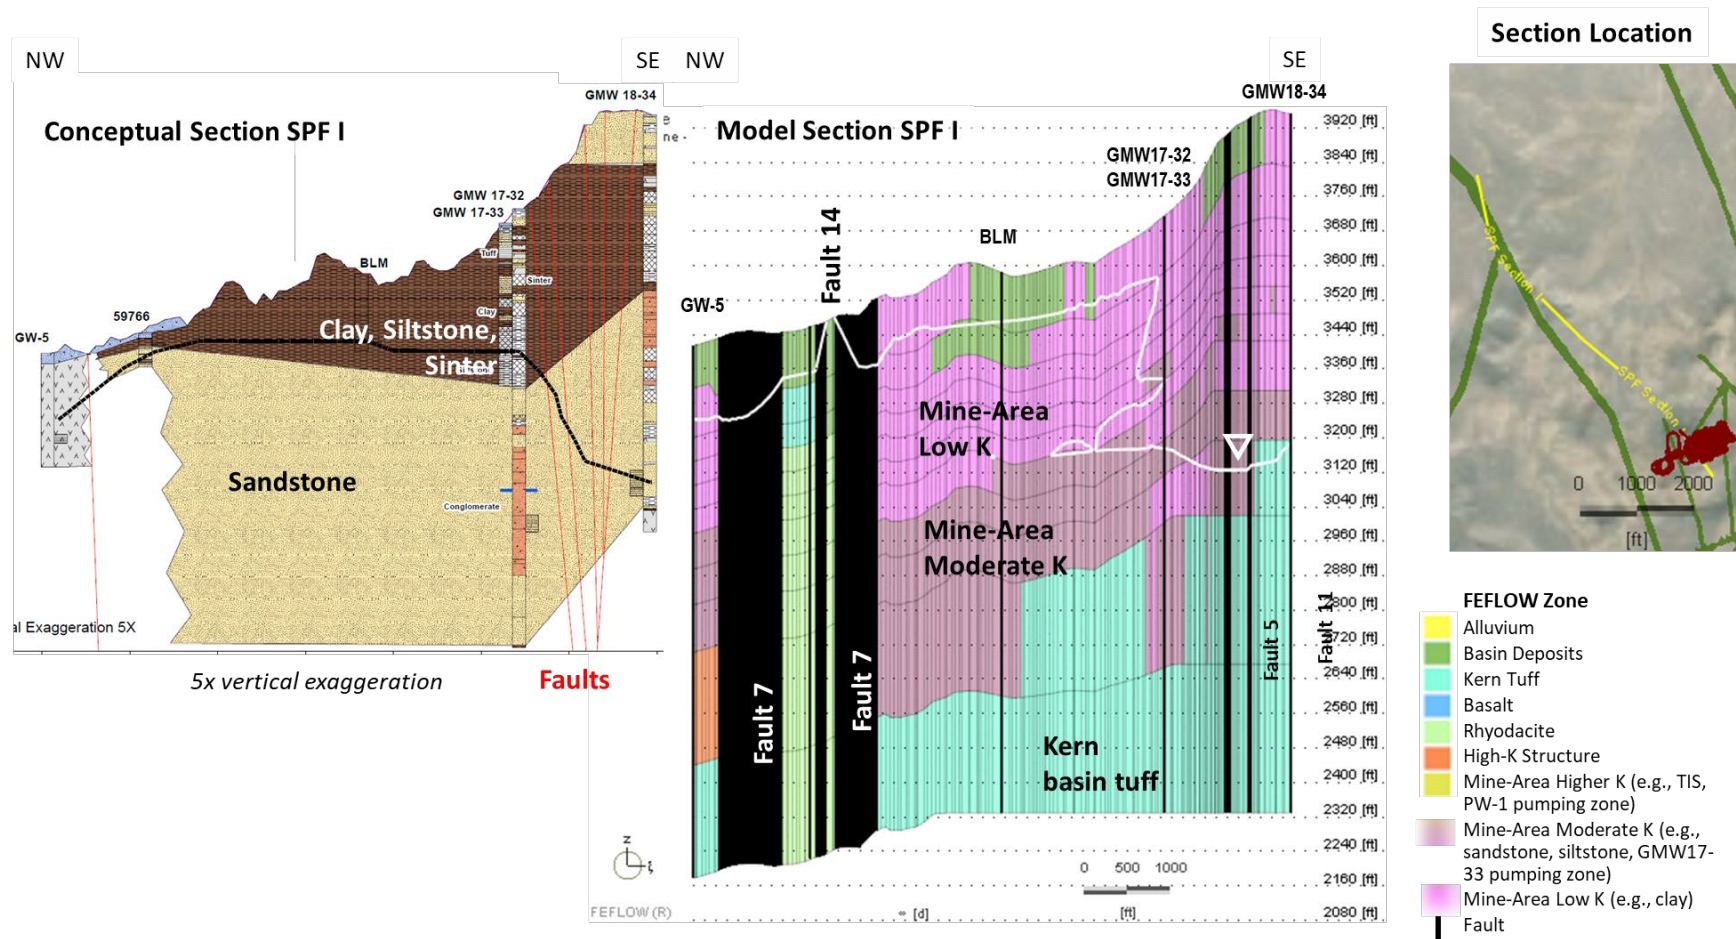 NW
SE
NW
SE
Section Location
GMW 18-34
GMW18-34
Conceptual Section SPF I
e
ne -
Model Section SPF I
3920 [ft]
3840 [ft]
3760 [ft]
3680 [ft]
3600 [ft]
3520 [ft]
3440 [ft]
3360 [ft]
3280 [ft]
3200 [ft]
3120 [ft]
3040 [ft]
2960 [ft]
2880 [ft]
2800 [ft]
2720 [ft]
2640 [ft]
2560 [ft]
2480 [ft]
2400 [ft]
2320 [ft]
2240 [ft]
2160 [ft]
2080 [ft]
GMW17-32
GMW17-33
GMW 17-32
GMW 17-33
Tuff
BLM
Sinter
59766
Clay
GW-5
Clay, Siltstone,
Sinter
Sandstone
Conglomerate
al Exaggeration 5X
5x vertical exaggeration
Faults
GW-5
Fault 14
BLM
Mine-Area
Low K
Mine-Area
Moderate K
Kern
basin tuff
Fault 7
Fault 7
Fault 5
Fault 11
z
ξ
0 500 1000
[ft]
FEFLOW (R)
[d]
SPF Section I
SPF Section
0 1000 2000
[ft]
FEFLOW Zone
Alluvium
Basin Deposits
Kern Tuff
Basalt
Rhyodacite
High-K Structure
Mine-Area Higher K (e.g., TIS,
PW-1 pumping zone)
Mine-Area Moderate K (e.g.,
sandstone, siltstone, GMW17-
33 pumping zone)
Mine-Area Low K (e.g., clay)
Fault